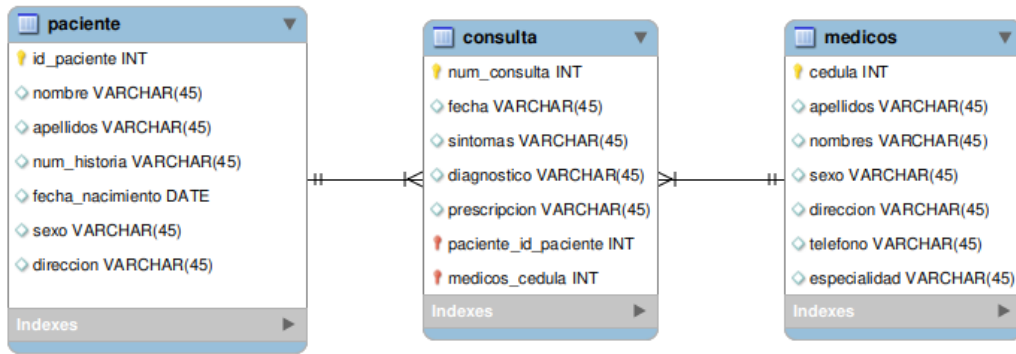 paciente
id_paciente INT
nombre VARCHAR(45)
apellidos VARCHAR(45)
num_historia VARCHAR(45)
fecha_nacimiento DATE
sexo VARCHAR(45)
direccion VARCHAR(45)
Indexes
consulta
num_consulta INT
fecha VARCHAR(45)
sintomas VARCHAR(45)
diagnostico VARCHAR(45)
prescripcion VARCHAR(45)
paciente_id_paciente INT
medicos_cedula INT
Indexes
medicos
cedula INT
apellidos VARCHAR(45)
nombres VARCHAR(45)
sexo VARCHAR(45)
direccion VARCHAR(45)
telefono VARCHAR(45)
especialidad VARCHAR(45)
Indexes